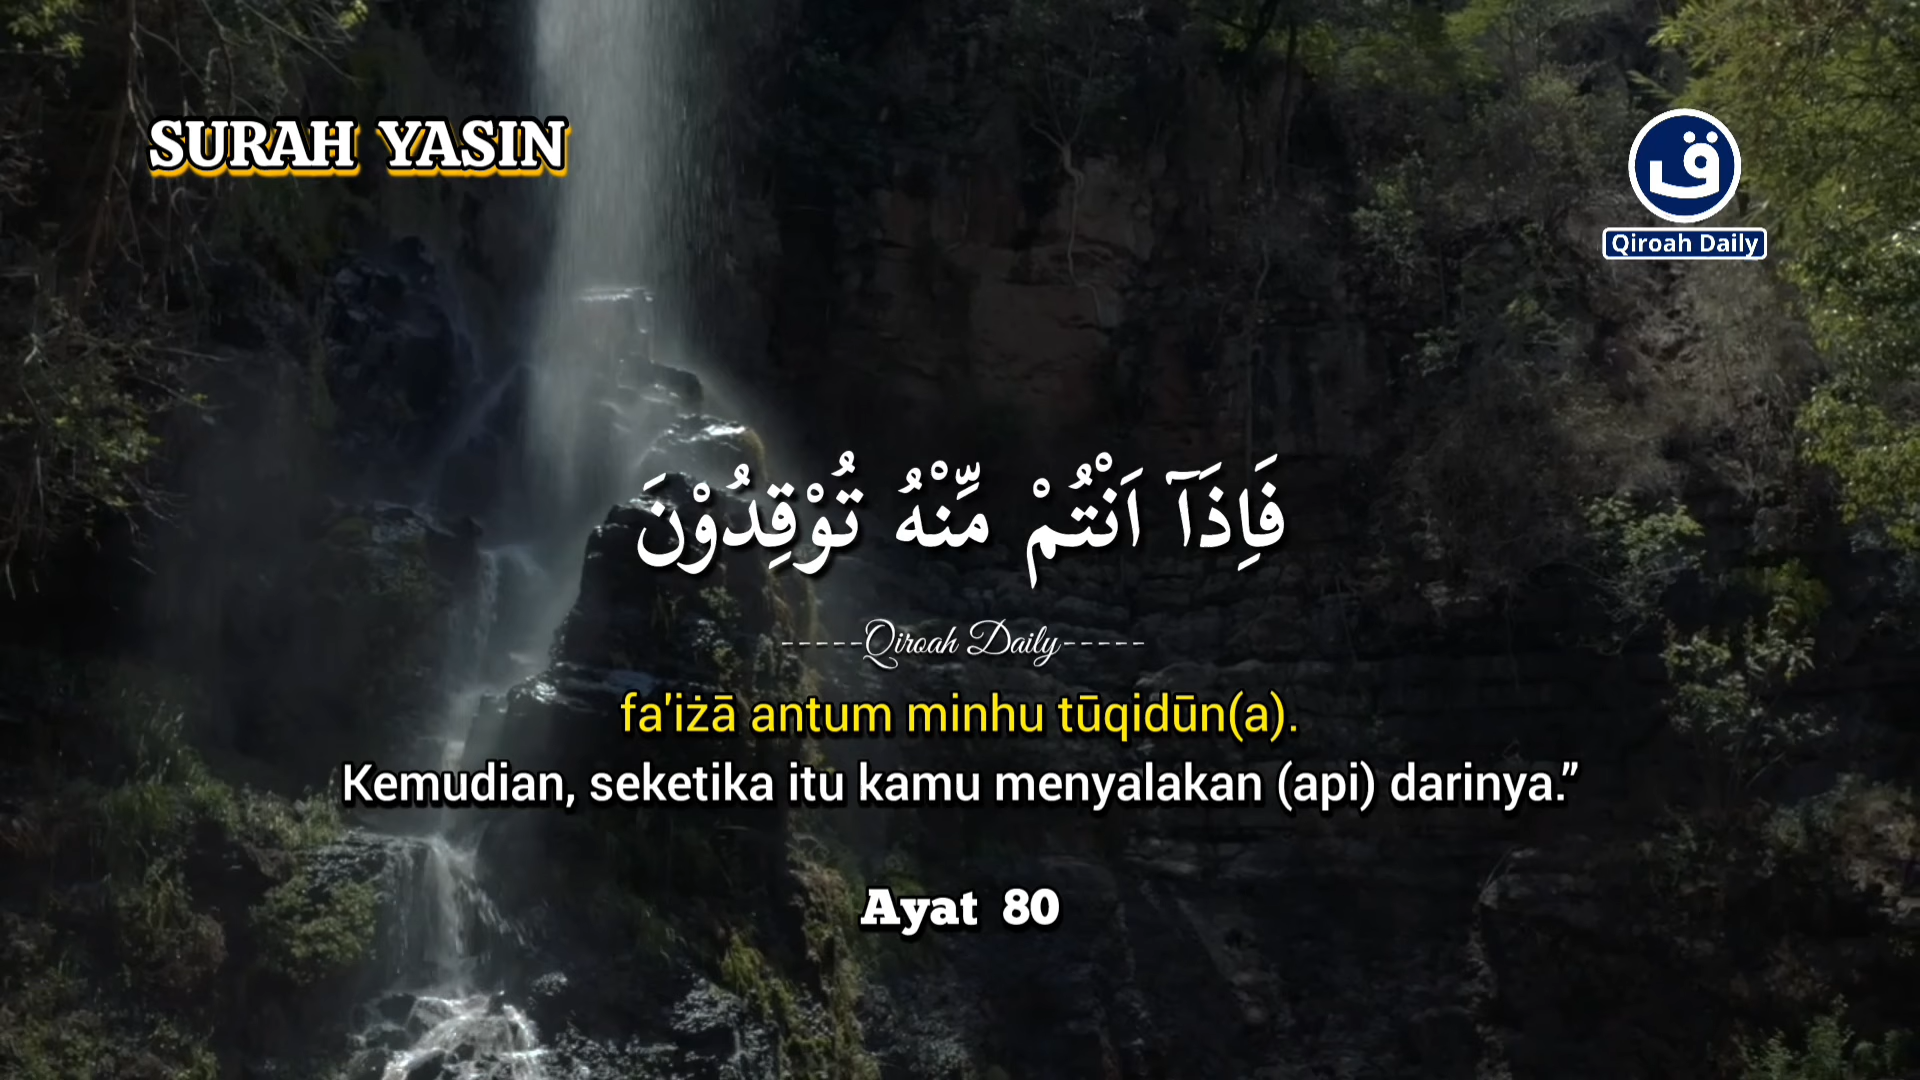 SURAH YASIN
ق
Qiroah Daily
فَاِذَآ اَنْتُمْ مِّنْهُ تُوْقِدُوْنَ
-----Qiroah Daily-----
fa'iżā antum minhu tūqidūn(a).
Kemudian, seketika itu kamu menyalakan (api) darinya.”
Ayat 80